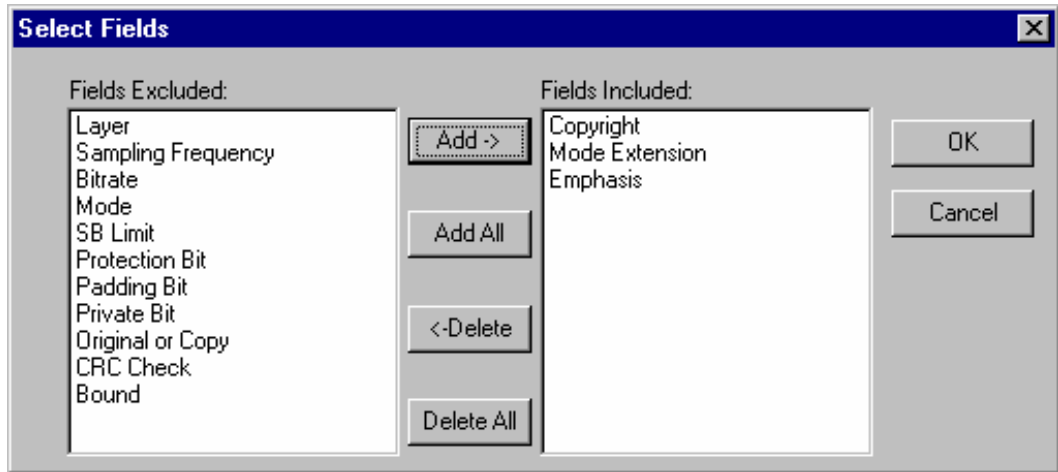 Select Fields
Fields Excluded:
Layer
Sampling Frequency
Bitrate
Mode
SB Limit
Protection Bit
Padding Bit
Private Bit
Original or Copy
CRC Check
Bound
Add ->
Add All
<-Delete
Delete All
Fields Included:
Copyright
Mode Extension
Emphasis
OK
Cancel